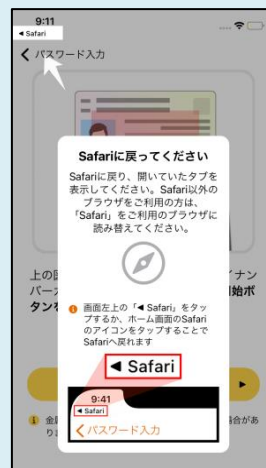 9:11
◀ Safari
パスワード入力
Safariに戻ってください
Safariに戻り、開いていたタブを
表示してください。Safari以外の
ブラウザをご利用の方は、
「Safari」をご利用のブラウザに
読み替えてください。
上の
イナン
バー
始ボ
タンを
画面左上の「◀ Safari」をタッ
プするか、ホーム画面のSafari
のアイコンをタップすることで
Safariへ戻れます
◀ Safari
9:41
◀ Safari
パスワード入力
金
場合があ
り